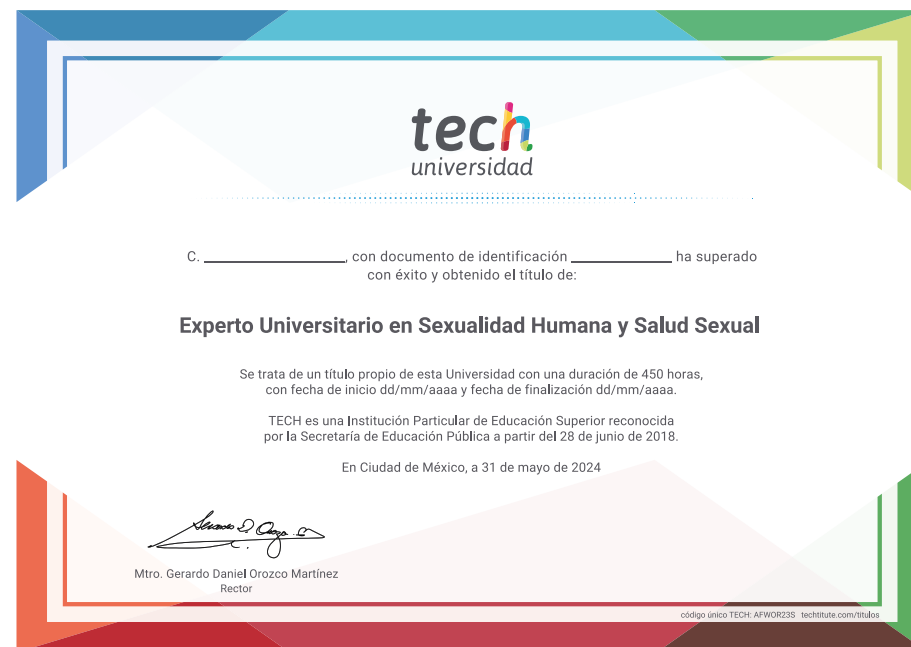 tech
universidad
C. ____________, con documento de identificación ____________ ha superado
con éxito y obtenido el título de:
Experto Universitario en Sexualidad Humana y Salud Sexual
Se trata de un título propio de esta Universidad con una duración de 450 horas,
con fecha de inicio dd/mm/aaaa y fecha de finalización dd/mm/aaaa.
TECH es una Institución Particular de Educación Superior reconocida
por la Secretaría de Educación Pública a partir del 28 de junio de 2018.
En Ciudad de México, a 31 de mayo de 2024
Mtro. Gerardo Daniel Orozco Martínez
Rector
código único TECH: AFWOR23S techtitute.com/titulos